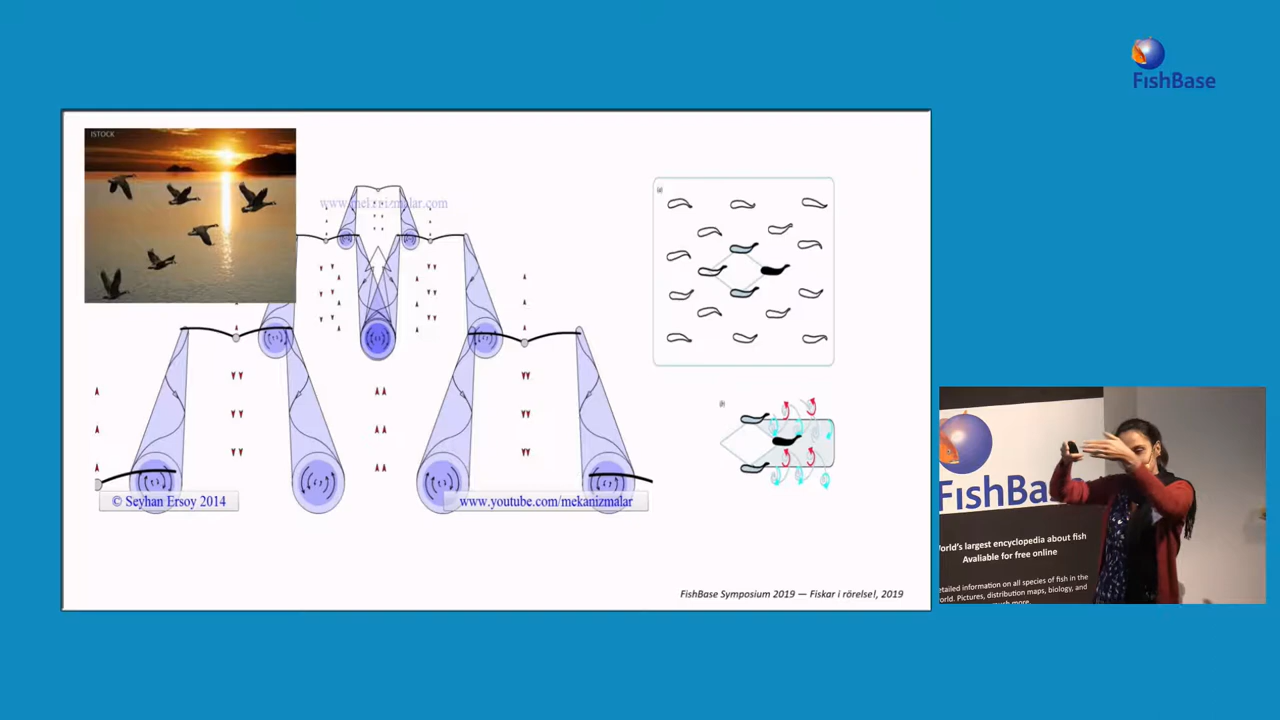 FishBase
ISTOCK
www.mekanizmalar.com
(a)
(b)
© Seyhan Ersoy 2014
www.youtube.com/mekanizmalar
FishBase Symposium 2019 — Fiskar i rörelse!, 2019
FishBa
orld's largest encyclopedia about fish
Avaliable for free online
etailed information on all species of fish in the
orld. Pictures, distribution maps, biology, and
much more.